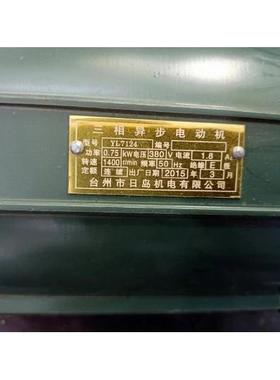 三相异步电动机
型号 YL7124 编号
功率 0.75 kW 电压 380 V 电流 1.8 A
转速 1400 r/min 频率 50 Hz 绝缘 E 级
定额 连续 出厂日期 2015 年 3 月
台州市日岛机电有限公司